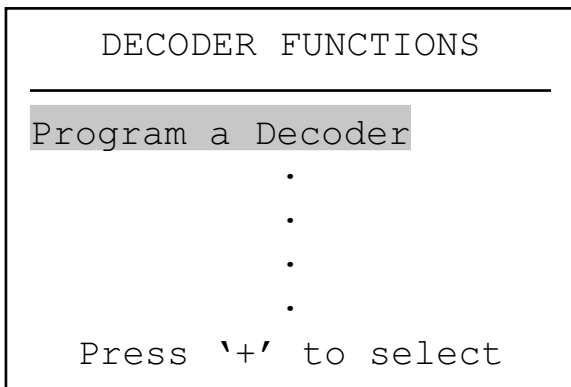 DECODER FUNCTIONS
Program a Decoder
.
.
.
.
Press ‘+’ to select